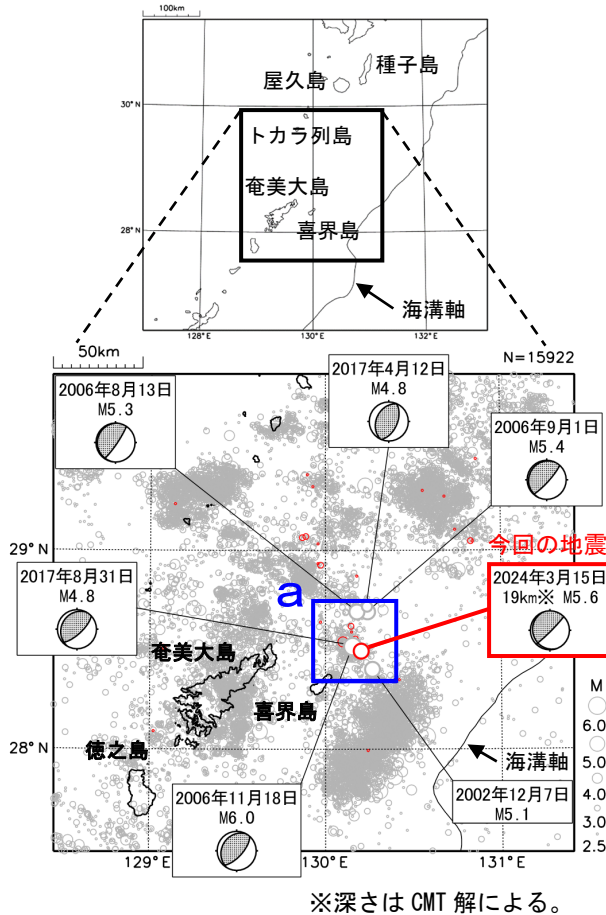 100km
種子島
屋久島
30°N
トカラ列島
奄美大島
28°N
喜界島
海溝軸
128°E
130°E
132°E
50km
N=15922
2017年4月12日
M4.8
2006年8月13日
M5.3
2006年9月1日
M5.4
29°N
今回の地震
2017年8月31日
M4.8
a
2024年3月15日
19km※ M5.6
奄美大島
喜界島
M
6.0
5.0
4.0
3.0
2.5
28°N
徳之島
海溝軸
2006年11月18日
M6.0
2002年12月7日
M5.1
129°E
130°E
131°E
※深さは CMT 解による。